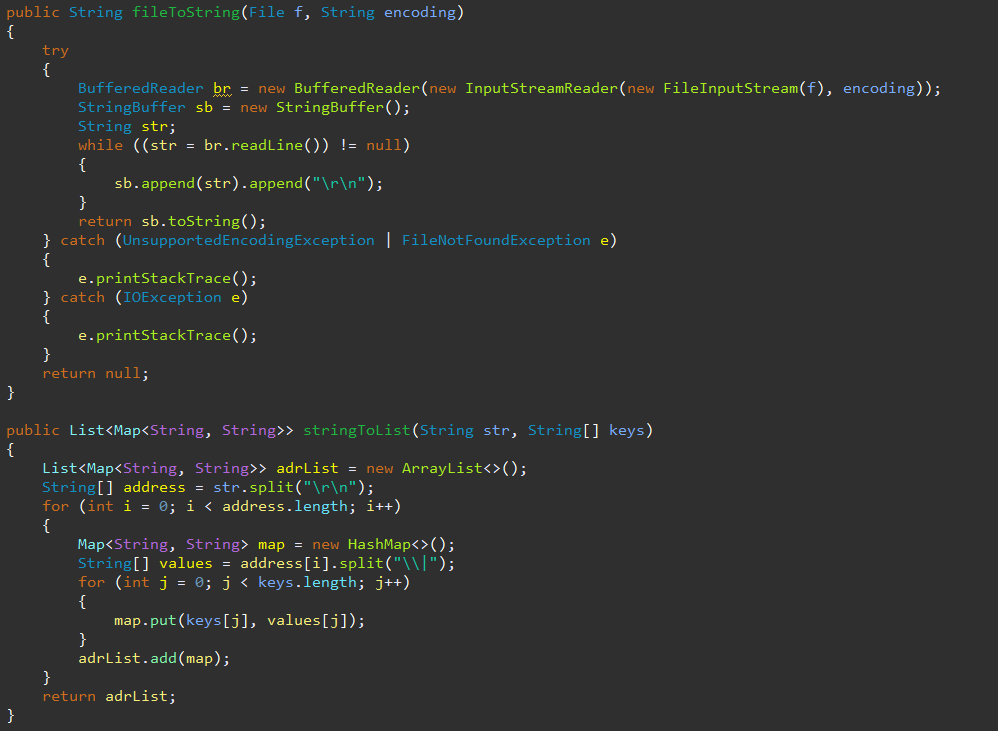 public String fileToString(File f, String encoding)
{
    try
    {
        BufferedReader br = new BufferedReader(new InputStreamReader(new FileInputStream(f), encoding));
        StringBuffer sb = new StringBuffer();
        String str;
        while ((str = br.readLine()) != null)
        {
            sb.append(str).append("\r\n");
        }
        return sb.toString();
    } catch (UnsupportedEncodingException | FileNotFoundException e)
    {
        e.printStackTrace();
    } catch (IOException e)
    {
        e.printStackTrace();
    }
    return null;
}

public List<Map<String, String>> stringToList(String str, String[] keys)
{
    List<Map<String, String>> adrList = new ArrayList<>();
    String[] address = str.split("\r\n");
    for (int i = 0; i < address.length; i++)
    {
        Map<String, String> map = new HashMap<>();
        String[] values = address[i].split("\\|");
        for (int j = 0; j < keys.length; j++)
        {
            map.put(keys[j], values[j]);
        }
        adrList.add(map);
    }
    return adrList;
}